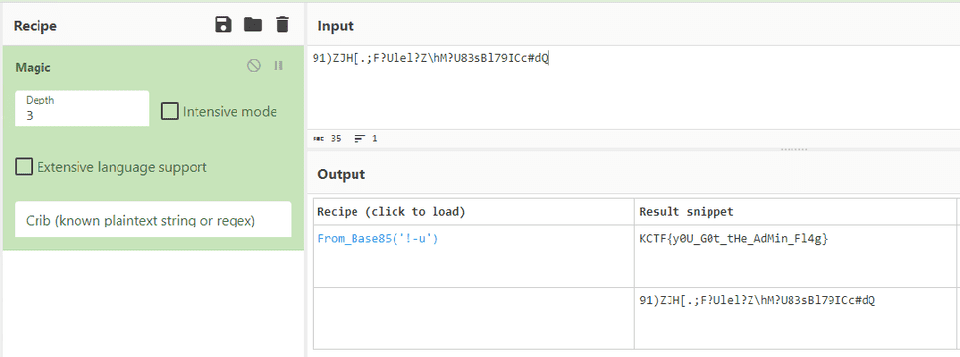 Recipe
Magic
Depth
3
Intensive mode
Extensive language support
Crib (known plaintext string or regex)
Input
91)ZJH[.;F?Ulel?Z\hM?U83sBl79ICc#dQ
35 1
Output
Recipe (click to load) Result snippet
From_Base85('!-u') KCTF{y0U_G0t_tHe_AdMin_Fl4g}
91)ZJH[.;F?Ulel?Z\hM?U83sBl79ICc#dQ